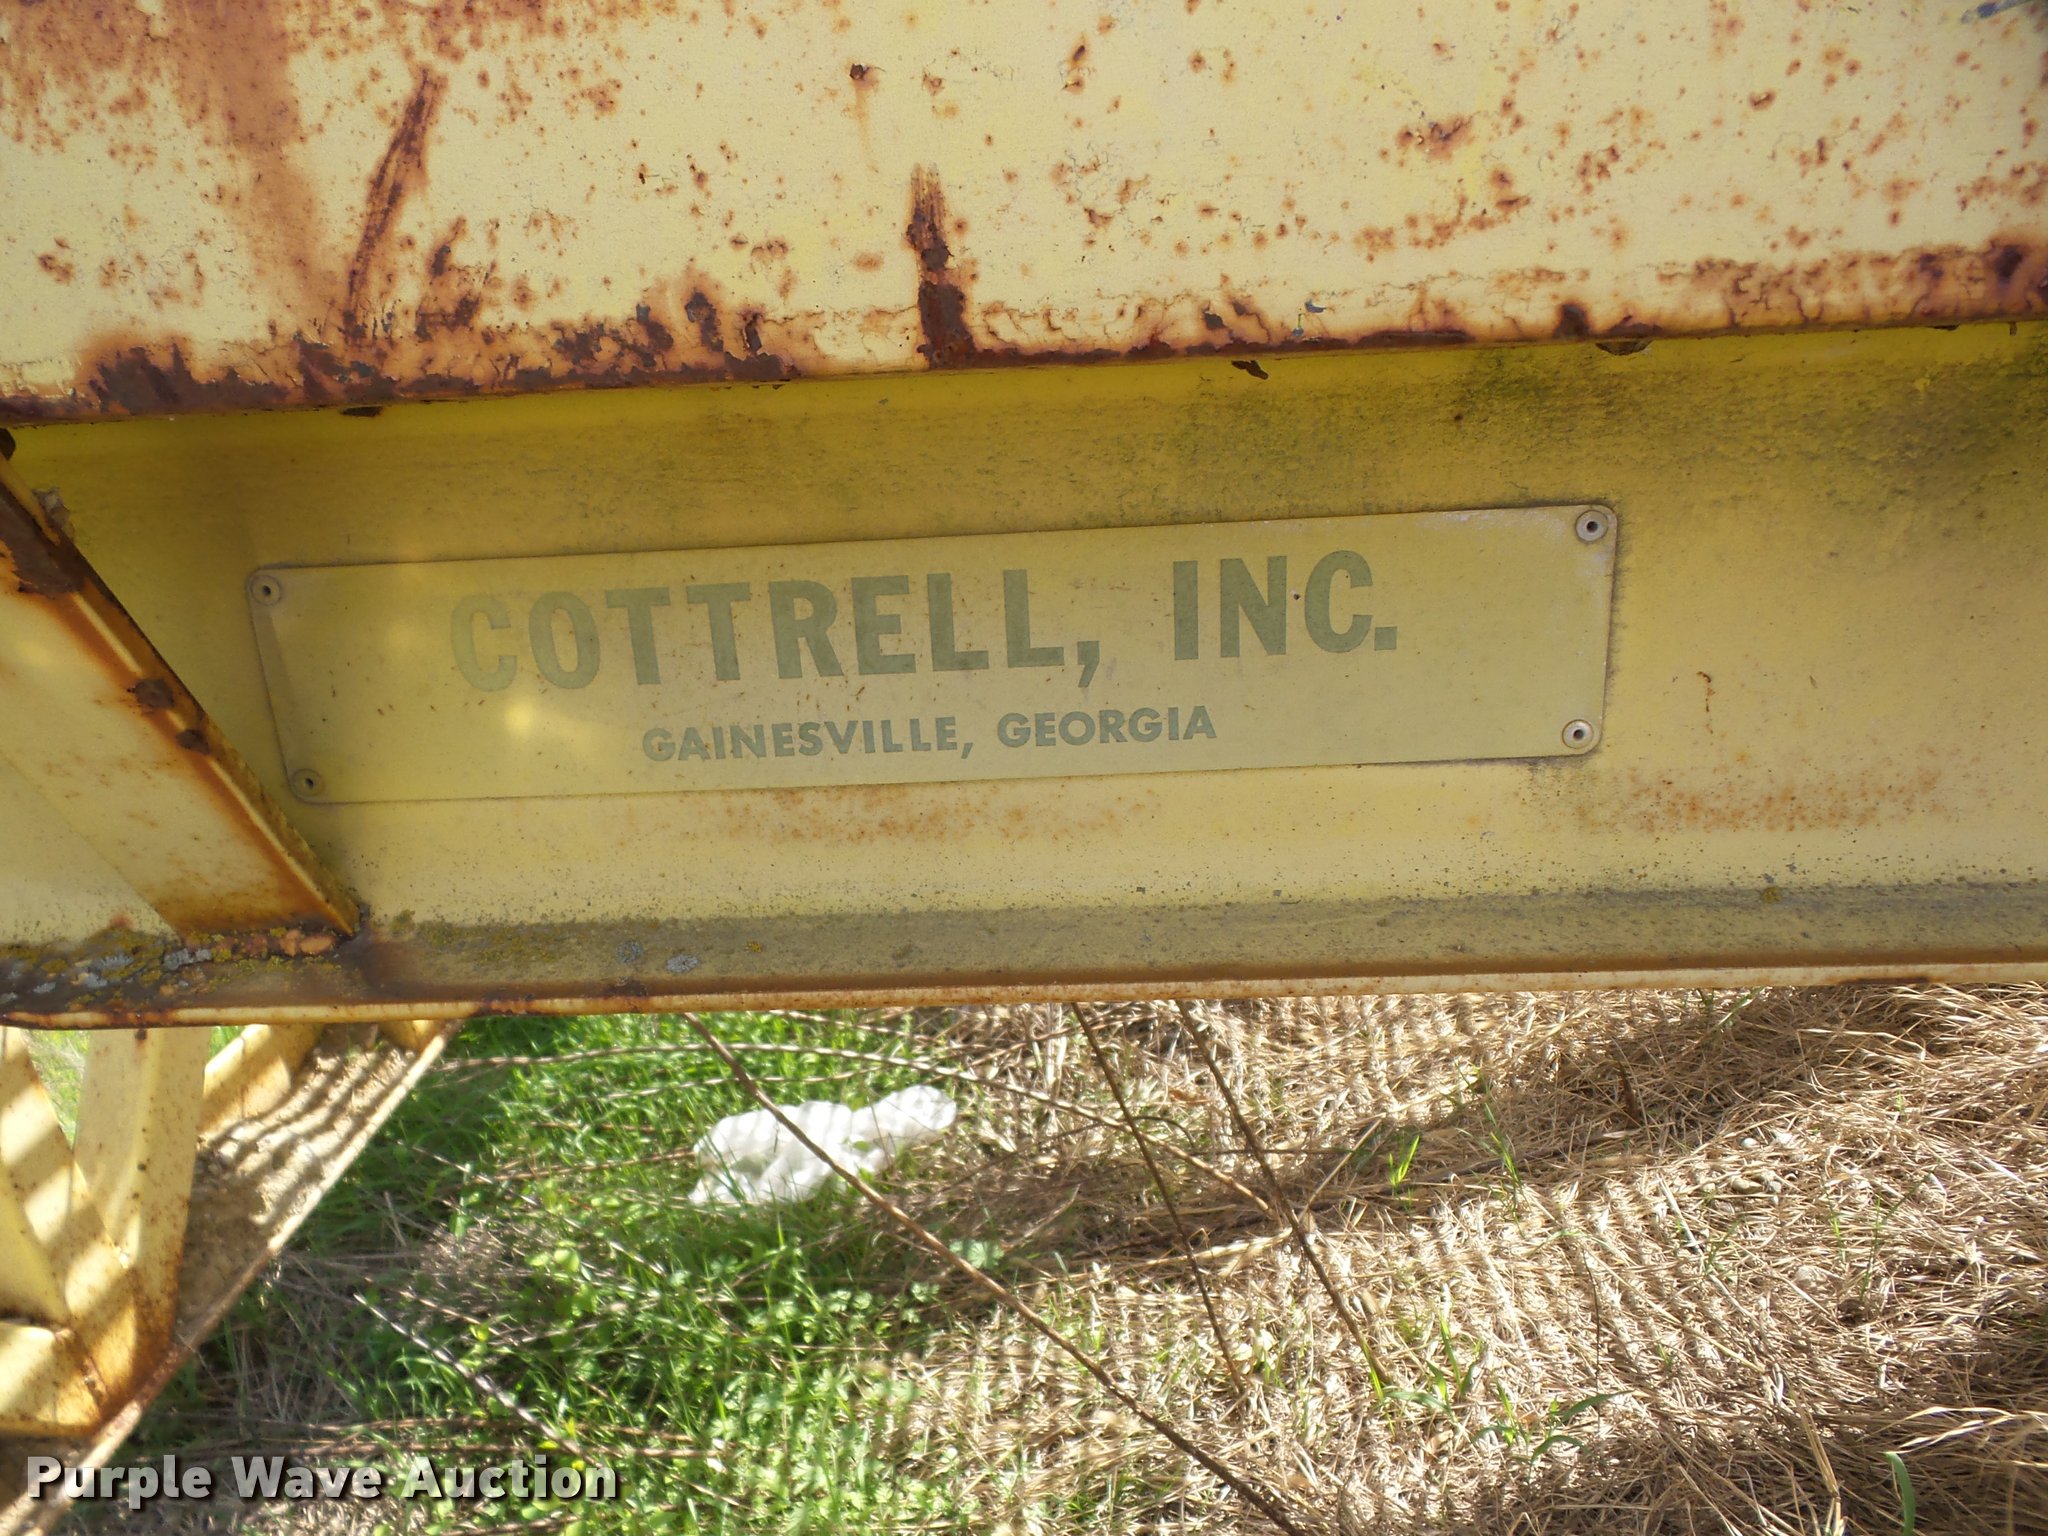 COTTRELL, INC.
GAINESVILLE, GEORGIA
Purple Wave Auction